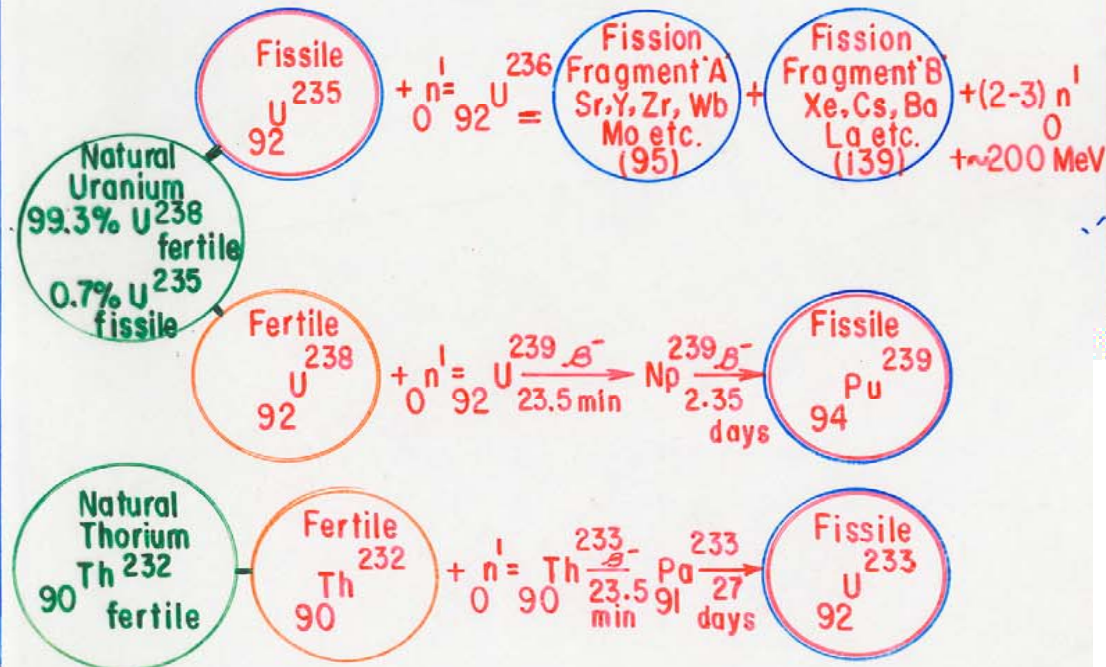 Fissile
92 U 235
+ 0 n 1 = 92 U 236 =
Fission
Fragment 'A'
Sr, Y, Zr, Wb
Mo etc.
(95)
+
Fission
Fragment 'B'
Xe, Cs, Ba
La etc.
(139)
+(2-3) n 1 0
+~200 MeV
Natural
Uranium
99.3% U 238
fertile
0.7% U 235
fissile
Fertile
92 U 238
+ 0 n 1 = 92 U 239 β- 23.5 min Np 239 β- 2.35 days
Fissile
94 Pu 239
Natural
Thorium
90 Th 232
fertile
Fertile
90 Th 232
+ 0 n 1 = 90 Th 233 β- 23.5 min 91 Pa 233 27 days
Fissile
92 U 233